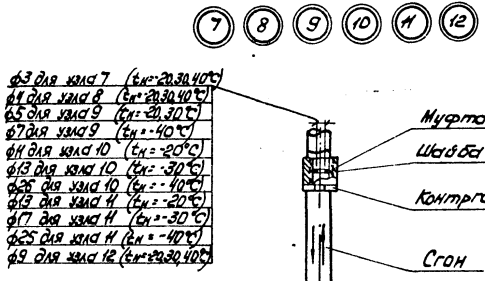 7 8 9 10 11 12
ф3 для узла 7 (tн=-20,30,40°С)
ф4 для узла 8 (tн=-20,30,40°С)
ф5 для узла 9 (tн=-20,30°С)
ф7 для узла 9 (tн=-40°С)
ф11 для узла 10 (tн=-20°С)
ф13 для узла 10 (tн=-30°С)
ф26 для узла 10 (tн=-40°С)
ф13 для узла 11 (tн=-20°С)
ф17 для узла 11 (tн=-30°С)
ф25 для узла 11 (tн=-40°С)
ф9 для узла 12 (tн=-20,30,40°С)
Муфта
Шайба
Контрга
Сгон